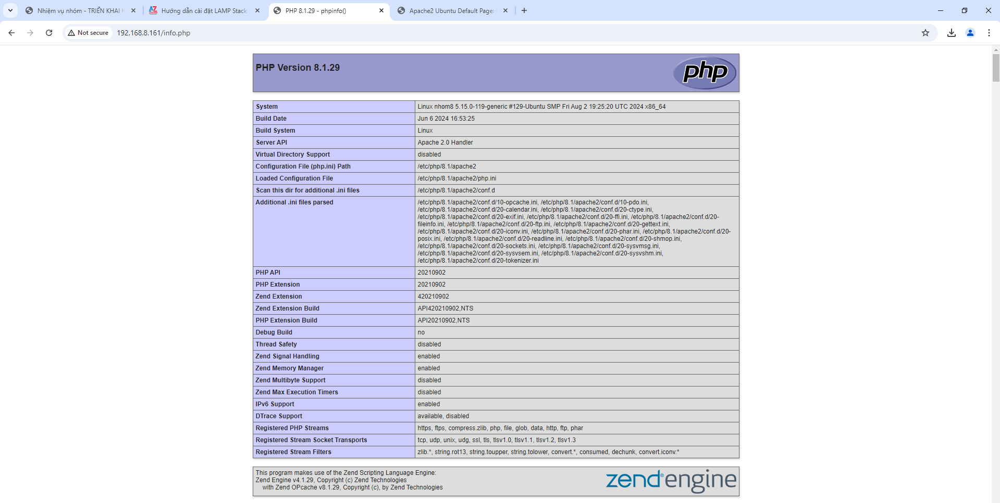 Nhiệm vụ nhóm - TRIỂN KHAI
Hướng dẫn cài đặt LAMP Stack
PHP 8.1.29 - phpinfo()
Apache2 Ubuntu Default Page:
Not secure
192.168.8.161/info.php
PHP Version 8.1.29
php
System
Linux nhom8 5.15.0-119-generic #129-Ubuntu SMP Fri Aug 2 19:25:20 UTC 2024 x86_64
Build Date
Jun 6 2024 16:53:25
Build System
Linux
Server API
Apache 2.0 Handler
Virtual Directory Support
disabled
Configuration File (php.ini) Path
/etc/php/8.1/apache2
Loaded Configuration File
/etc/php/8.1/apache2/php.ini
Scan this dir for additional .ini files
/etc/php/8.1/apache2/conf.d
Additional .ini files parsed
/etc/php/8.1/apache2/conf.d/10-opcache.ini, /etc/php/8.1/apache2/conf.d/10-pdo.ini,
/etc/php/8.1/apache2/conf.d/20-calendar.ini, /etc/php/8.1/apache2/conf.d/20-ctype.ini,
/etc/php/8.1/apache2/conf.d/20-exif.ini, /etc/php/8.1/apache2/conf.d/20-ffi.ini, /etc/php/8.1/apache2/conf.d/20-
fileinfo.ini, /etc/php/8.1/apache2/conf.d/20-ftp.ini, /etc/php/8.1/apache2/conf.d/20-gettext.ini,
/etc/php/8.1/apache2/conf.d/20-iconv.ini, /etc/php/8.1/apache2/conf.d/20-phar.ini, /etc/php/8.1/apache2/conf.d/20-
posix.ini, /etc/php/8.1/apache2/conf.d/20-readline.ini, /etc/php/8.1/apache2/conf.d/20-shmop.ini,
/etc/php/8.1/apache2/conf.d/20-sockets.ini, /etc/php/8.1/apache2/conf.d/20-sysvmsg.ini,
/etc/php/8.1/apache2/conf.d/20-sysvsem.ini, /etc/php/8.1/apache2/conf.d/20-sysvshm.ini,
/etc/php/8.1/apache2/conf.d/20-tokenizer.ini
PHP API
20210902
PHP Extension
20210902
Zend Extension
420210902
Zend Extension Build
API420210902,NTS
PHP Extension Build
API20210902,NTS
Debug Build
no
Thread Safety
disabled
Zend Signal Handling
enabled
Zend Memory Manager
enabled
Zend Multibyte Support
disabled
Zend Max Execution Timers
disabled
IPv6 Support
enabled
DTrace Support
available, disabled
Registered PHP Streams
https, ftps, compress.zlib, php, file, glob, data, http, ftp, phar
Registered Stream Socket Transports
tcp, udp, unix, udg, ssl, tls, tlsv1.0, tlsv1.1, tlsv1.2, tlsv1.3
Registered Stream Filters
zlib.*, string.rot13, string.toupper, string.tolower, convert.*, consumed, dechunk, convert.iconv.*
This program makes use of the Zend Scripting Language Engine:
Zend Engine v4.1.29, Copyright (c) Zend Technologies
with Zend OPcache v8.1.29, Copyright (c), by Zend Technologies
zend® engine